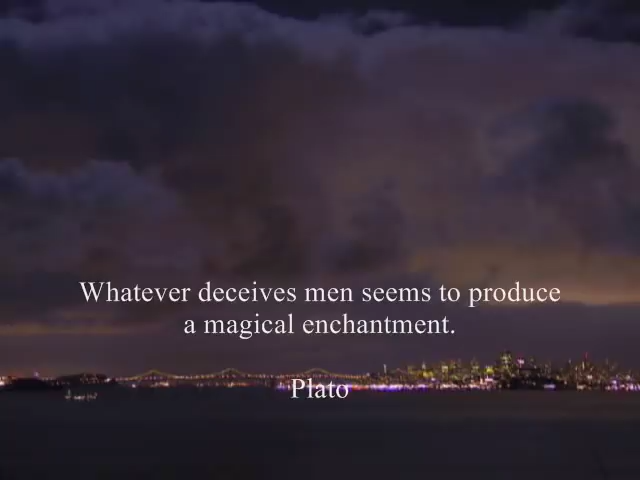 Whatever deceives men seems to produce
a magical enchantment.
Plato